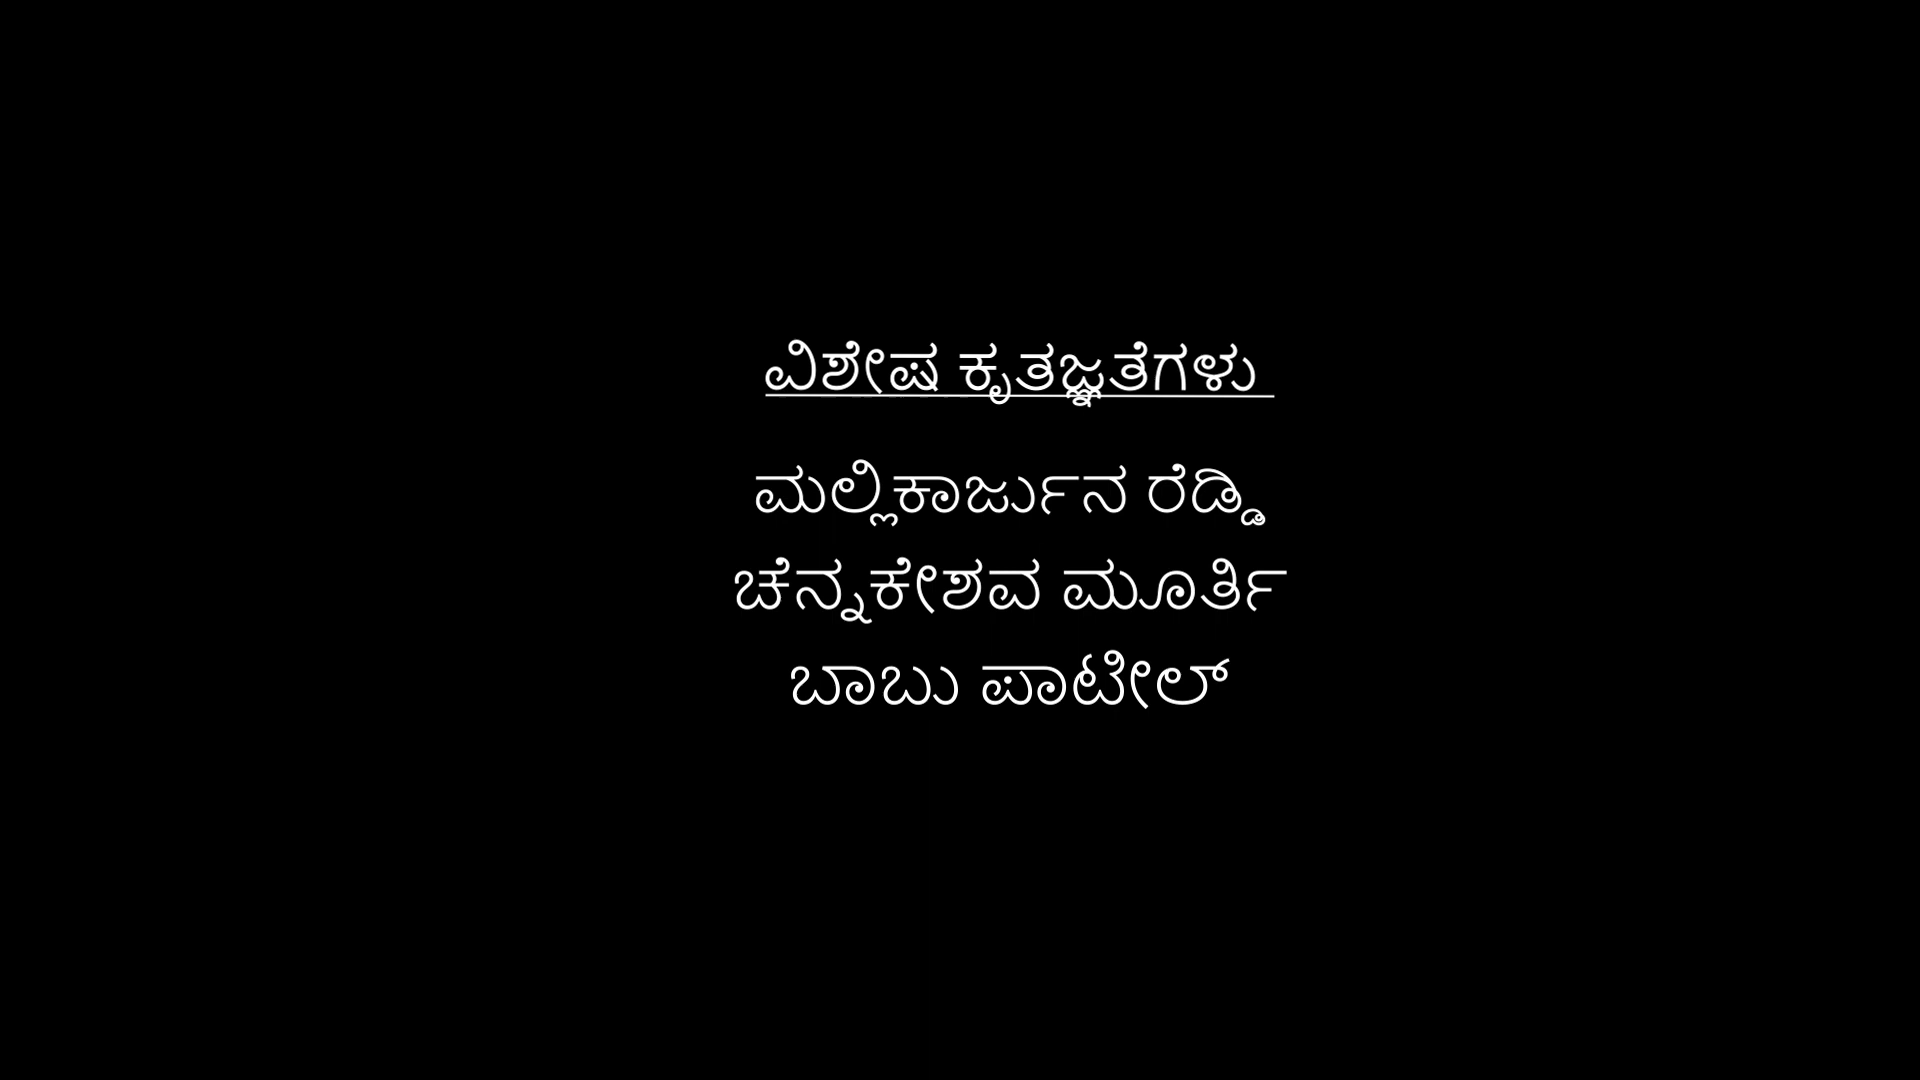 ವಿಶೇಷ ಕೃತಜ್ಞತೆಗಳು
ಮಲ್ಲಿಕಾರ್ಜುನ ರೆಡ್ಡಿ
ಚೆನ್ನಕೇಶವ ಮೂರ್ತಿ
ಬಾಬು ಪಾಟೀಲ್